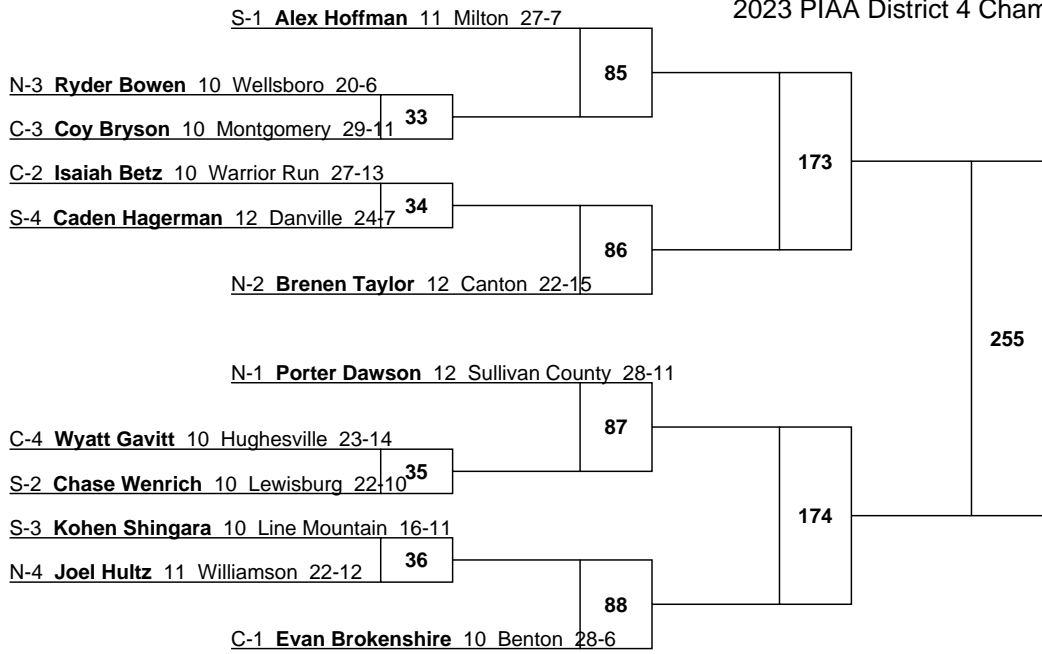 2023 PIAA District 4 Cham
S-1 Alex Hoffman 11 Milton 27-7
85
N-3 Ryder Bowen 10 Wellsboro 20-6
33
C-3 Coy Bryson 10 Montgomery 29-11
173
C-2 Isaiah Betz 10 Warrior Run 27-13
34
S-4 Caden Hagerman 12 Danville 24-7
86
N-2 Brenen Taylor 12 Canton 22-15
255
N-1 Porter Dawson 12 Sullivan County 28-11
87
C-4 Wyatt Gavitt 10 Hughesville 23-14
35
S-2 Chase Wenrich 10 Lewisburg 22-10
174
S-3 Kohen Shingara 10 Line Mountain 16-11
36
N-4 Joel Hultz 11 Williamson 22-12
88
C-1 Evan Brokenshire 10 Benton 28-6